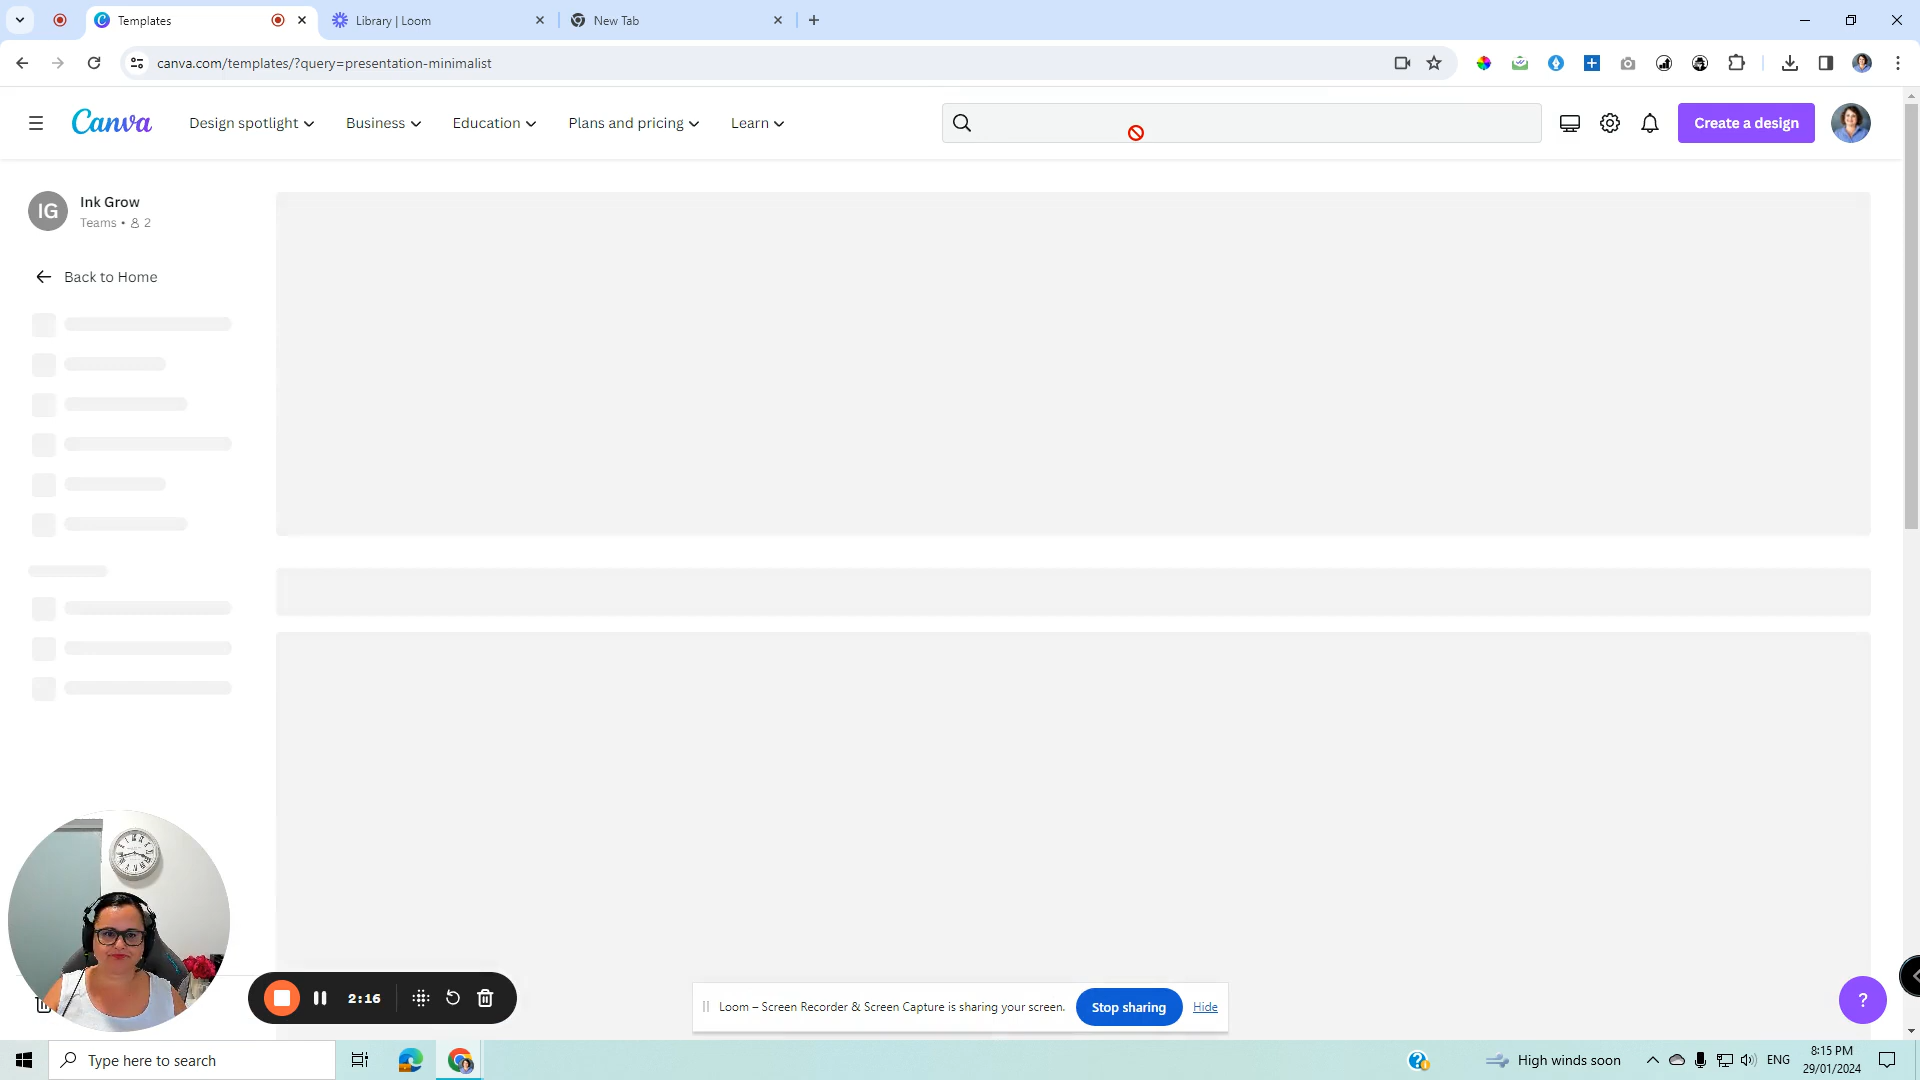 Templates
Library | Loom
New Tab
canva.com/templates/?query=presentation-minimalist
Canva
Design spotlight
Business
Education
Plans and pricing
Learn
Create a design
IG
Ink Grow
Teams • 2
Back to Home
2:16
Loom – Screen Recorder & Screen Capture is sharing your screen.
Stop sharing
Hide
?
Type here to search
High winds soon
ENG
8:15 PM
29/01/2024